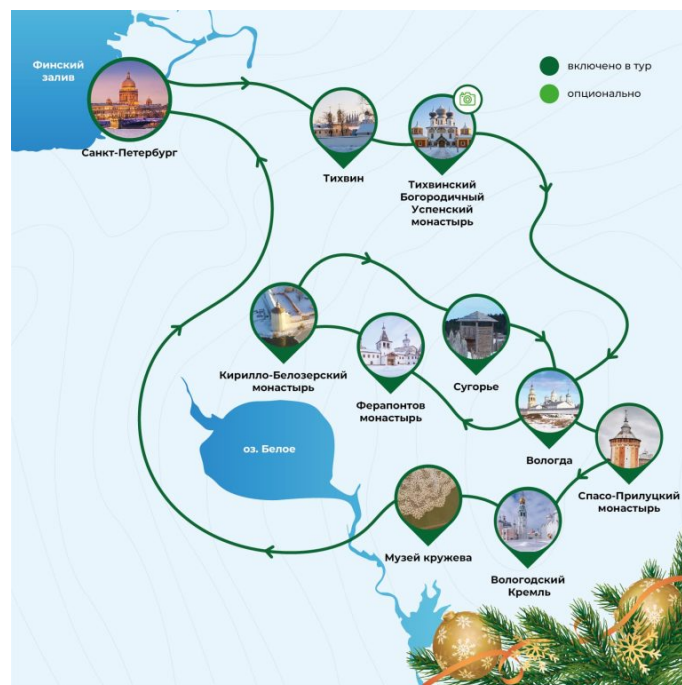 Финский
залив
включено в тур
опционально
Санкт-Петербург
Тихвин
Тихвинский
Богородичный
Успенский
монастырь
Кирилло-Белозерский
монастырь
Ферапонтов
монастырь
Сугорье
Вологда
Спасо-Прилуцкий
монастырь
оз. Белое
Музей кружева
Вологодский
Кремль